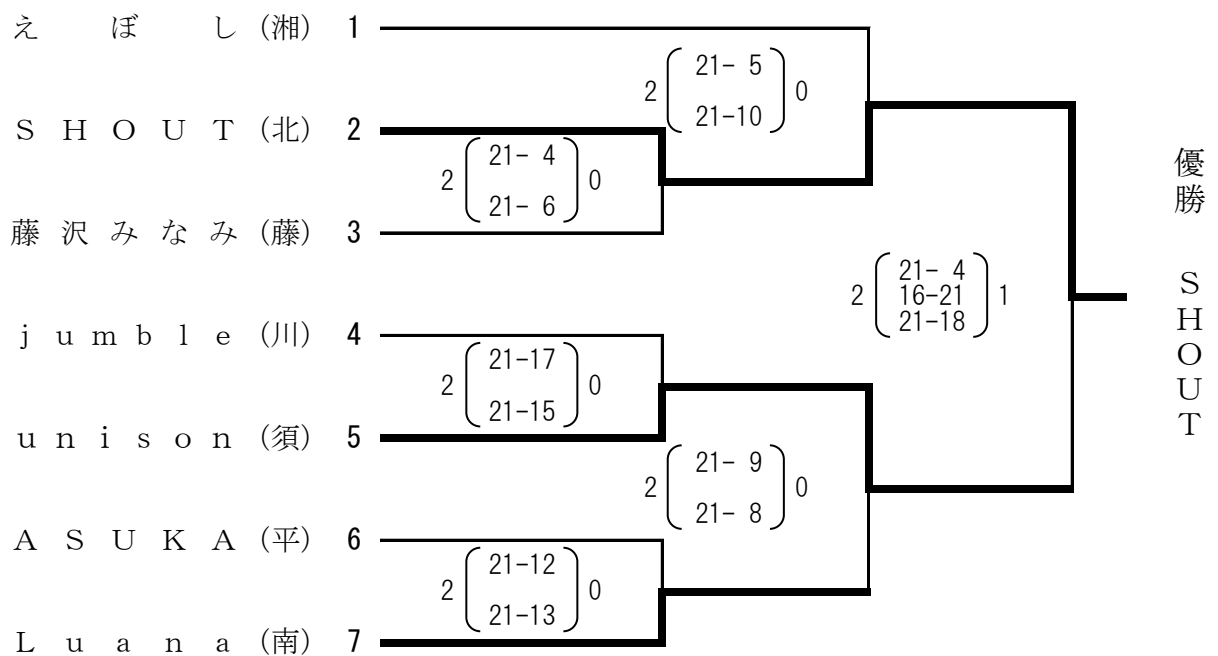 えぼし(湘) 1
2 21- 5 0
21-10
SHOUT(北) 2
2 21- 4 0
21- 6
藤沢みなみ(藤) 3
2 21- 4 1
16-21
21-18
jumble(川) 4
2 21-17 0
21-15
unison(須) 5
2 21- 9 0
21- 8
ASUKA(平) 6
2 21-12 0
21-13
Luana(南) 7
優勝 SHOUT